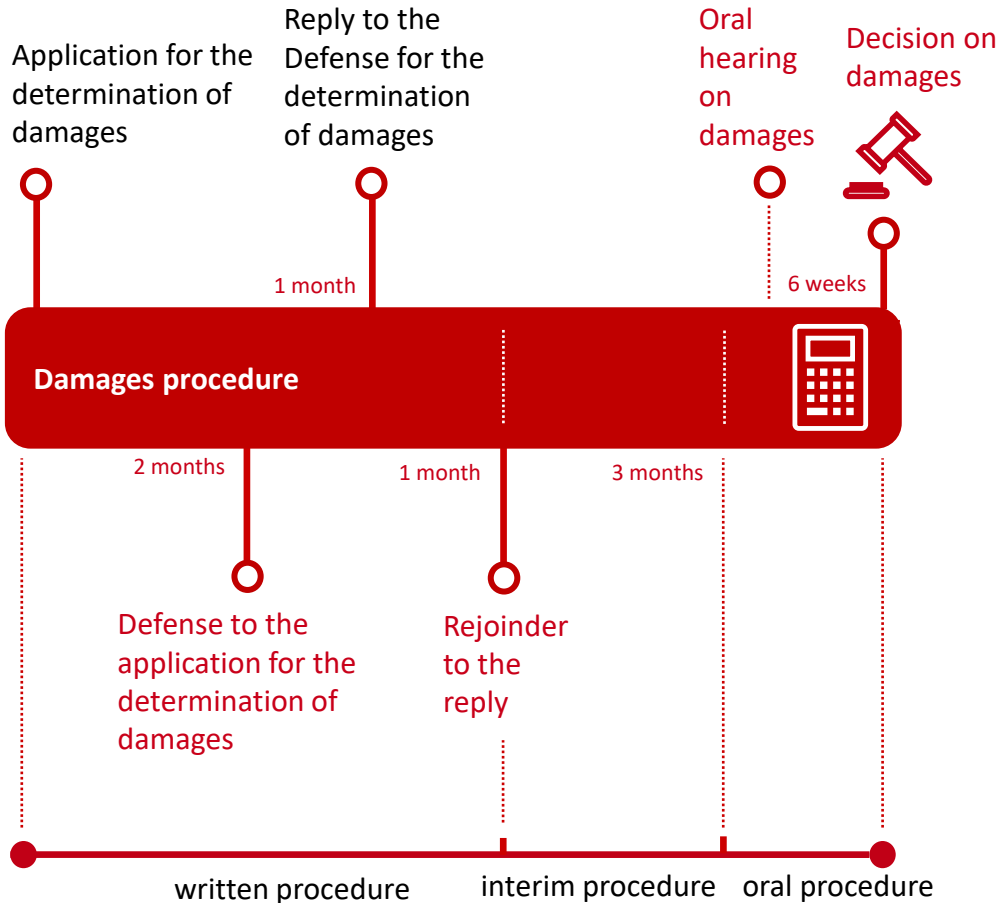 Application for the
determination of
damages
Reply to the
Defense for the
determination
of damages
Oral
hearing
on
damages
Decision on
damages
1 month
6 weeks
Damages procedure
2 months
1 month
3 months
Defense to the
application for the
determination of
damages
Rejoinder
to the
reply
written procedure
interim procedure
oral procedure